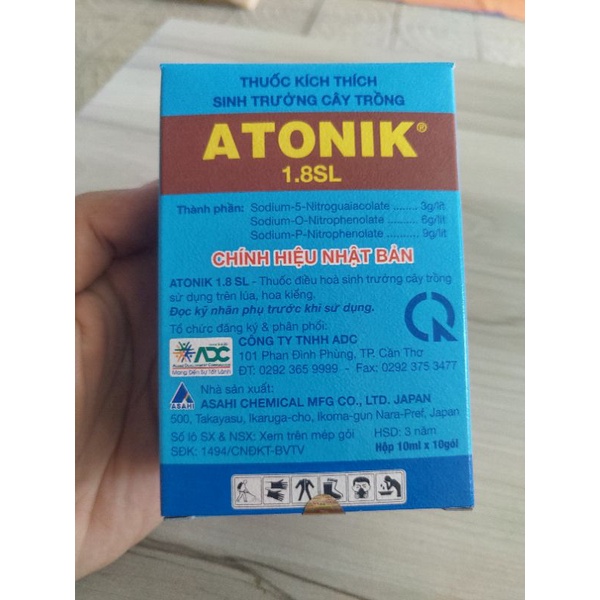 THUỐC KÍCH THÍCH
SINH TRƯỞNG CÂY TRỒNG
ATONIK®
1.8SL
Thành phần: Sodium-5-Nitroguaiacolate ....... 3g/lít
Sodium-O-Nitrophenolate ......... 6g/lít
Sodium-P-Nitrophenolate .......... 9g/lít
CHÍNH HIỆU NHẬT BẢN
ATONIK 1.8 SL - Thuốc điều hoà sinh trưởng cây trồng
sử dụng trên lúa, hoa kiểng.
Đọc kỹ nhãn phụ trước khi sử dụng.
Tổ chức đăng ký & phân phối:
ADC
Mang Đến Sự Tốt Lành
CÔNG TY TNHH ADC
101 Phan Đình Phùng, TP. Cần Thơ
ĐT: 0292 365 9999 - Fax: 0292 375 3477
ASAHI
Nhà sản xuất:
ASAHI CHEMICAL MFG CO., LTD. JAPAN
500, Takayasu, Ikaruga-cho, Ikoma-gun Nara-Pref, Japan
Số lô SX & NSX: Xem trên mép gói HSD: 3 năm
SĐK: 1494/CNĐKT-BVTV Hộp 10ml x 10gói